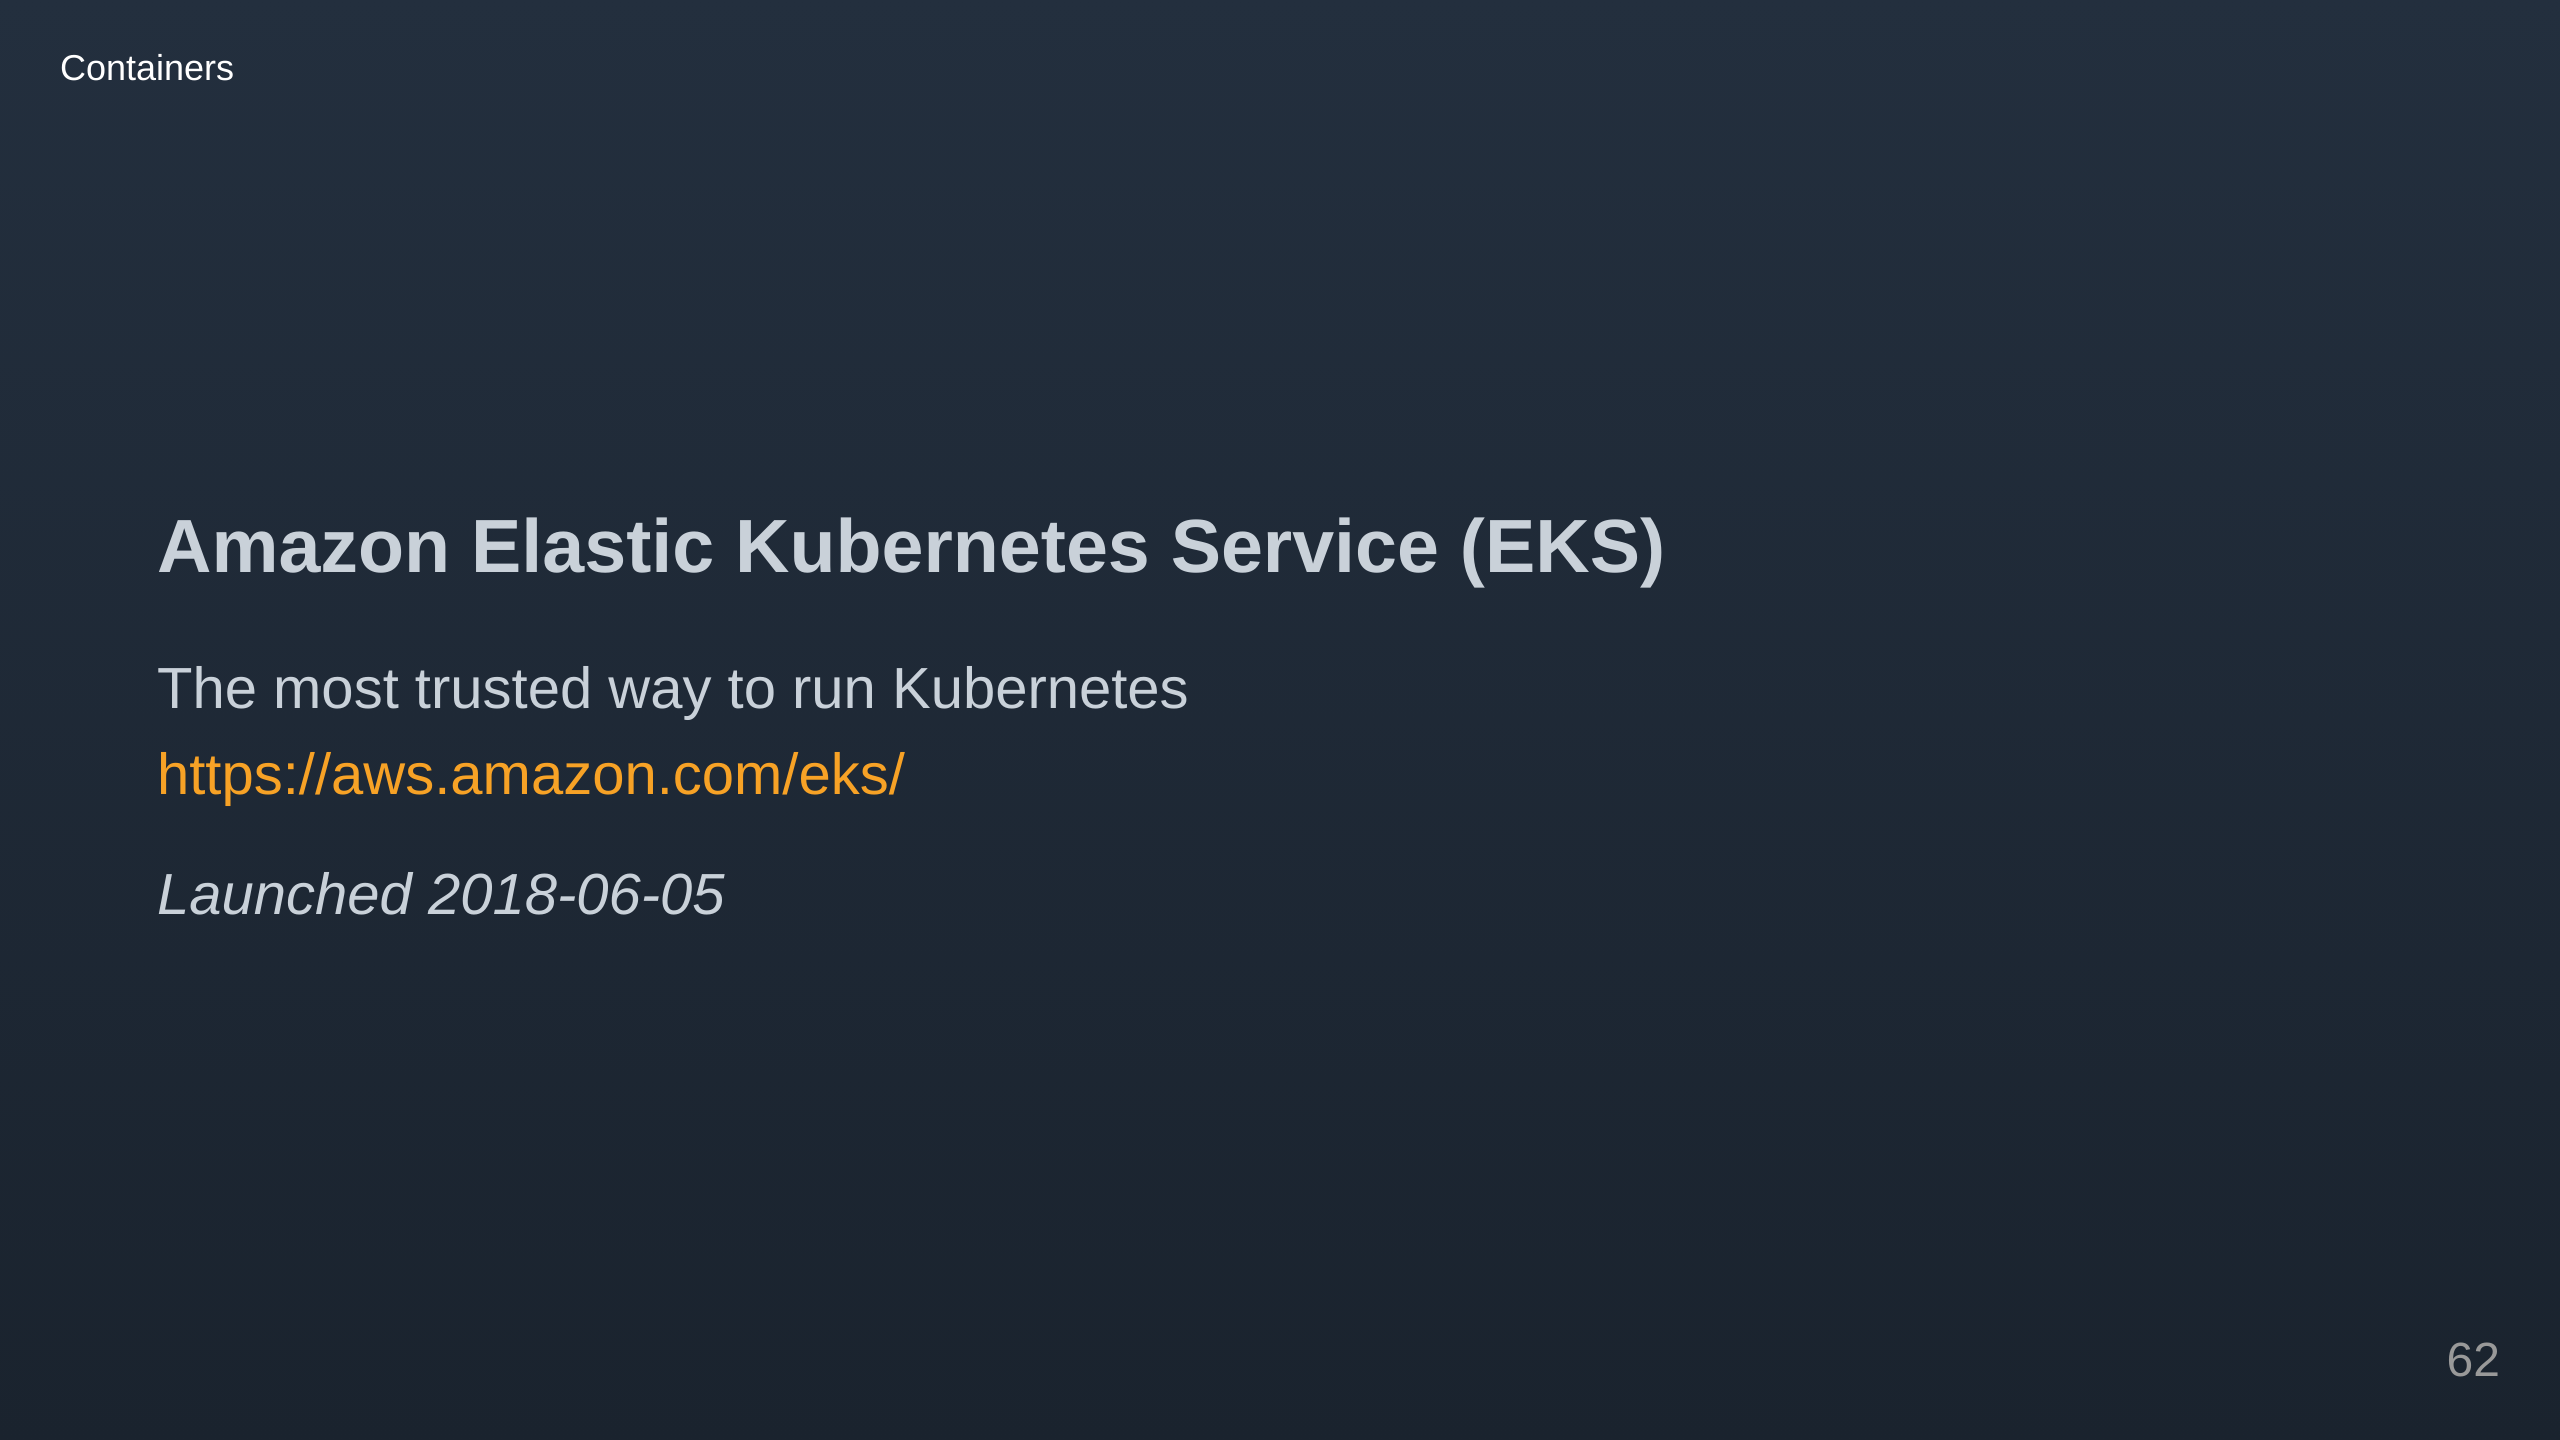 Containers
Amazon Elastic Kubernetes Service (EKS)
The most trusted way to run Kubernetes
https://aws.amazon.com/eks/
Launched 2018-06-05
62